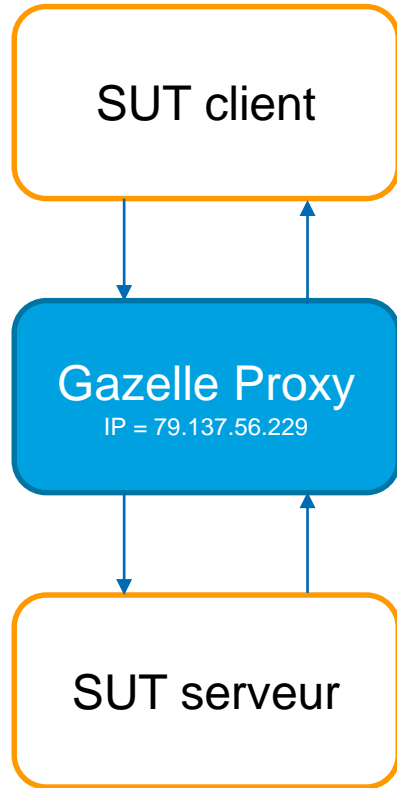 SUT client
Gazelle Proxy
IP = 79.137.56.229
SUT serveur